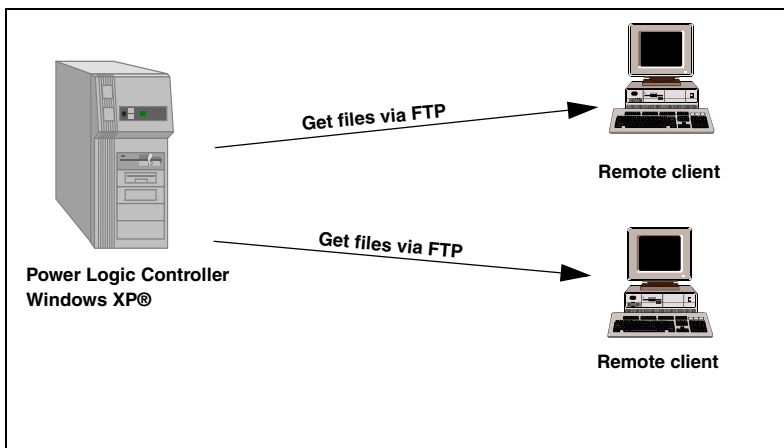 Get files via FTP
Remote client
Get files via FTP
Power Logic Controller
Windows XP®
Remote client